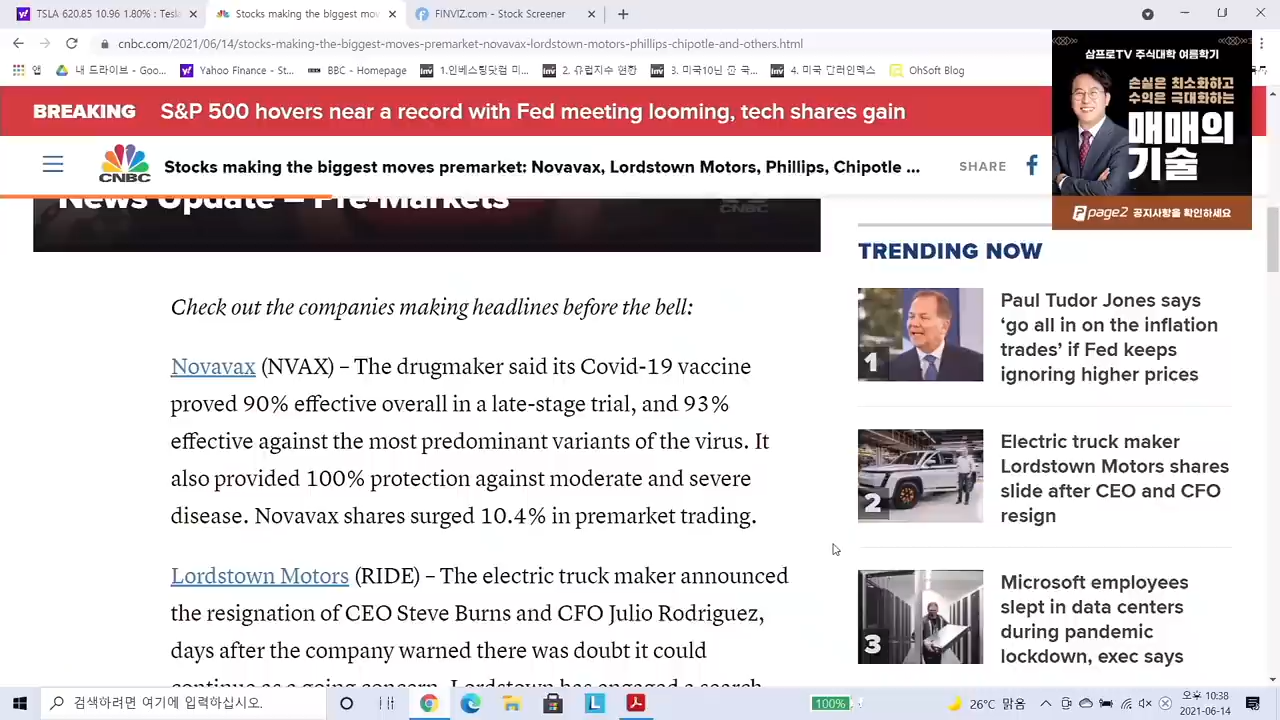 TSLA 620.85 10.96 1.80% : Tesla
Stocks making the biggest mov
FINVIZ.com - Stock Screener
cnbc.com/2021/06/14/stocks-making-the-biggest-moves-premarket-novavax-lordstown-motors-phillips-chipotle-and-others.html
앱
내 드라이브 - Goo...
Yahoo Finance - St...
BBC - Homepage
1.인베스팅닷컴 미...
2. 유럽지수 현황
3. 미국10년 만 국...
4. 미국 단러인덱스
OhSoft Blog
BREAKING S&P 500 hovers near a record with Fed meeting looming, tech shares gain
CNBC
Stocks making the biggest moves premarket: Novavax, Lordstown Motors, Phillips, Chipotle ...
SHARE
News Update – Pre-Markets
CNBC
Check out the companies making headlines before the bell:
Novavax (NVAX) – The drugmaker said its Covid-19 vaccine
proved 90% effective overall in a late-stage trial, and 93%
effective against the most predominant variants of the virus. It
also provided 100% protection against moderate and severe
disease. Novavax shares surged 10.4% in premarket trading.
Lordstown Motors (RIDE) – The electric truck maker announced
the resignation of CEO Steve Burns and CFO Julio Rodriguez,
days after the company warned there was doubt it could
continue as a going concern. Lordstown has engaged a search
삼프로TV 주식대학 여름학기
손실은 최소화하고
수익은 극대화하는
매매의
기술
page2 공지사항을 확인하세요
TRENDING NOW
1
Paul Tudor Jones says
‘go all in on the inflation
trades’ if Fed keeps
ignoring higher prices
2
Electric truck maker
Lordstown Motors shares
slide after CEO and CFO
resign
3
Microsoft employees
slept in data centers
during pandemic
lockdown, exec says
검색하려면 여기에 입력하십시오.
100%
26°C 맑음
오후 10:38
2021-06-14